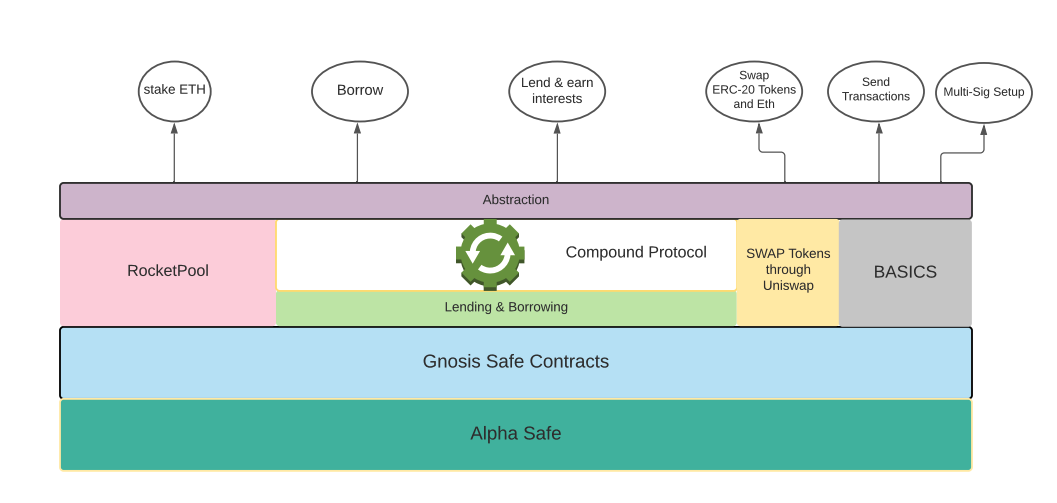 stake ETH
Borrow
Lend & earn
interests
Swap
ERC-20 Tokens
and Eth
Send
Transactions
Multi-Sig Setup
Abstraction
RocketPool
Compound Protocol
Lending & Borrowing
SWAP Tokens
through
Uniswap
BASICS
Gnosis Safe Contracts
Alpha Safe